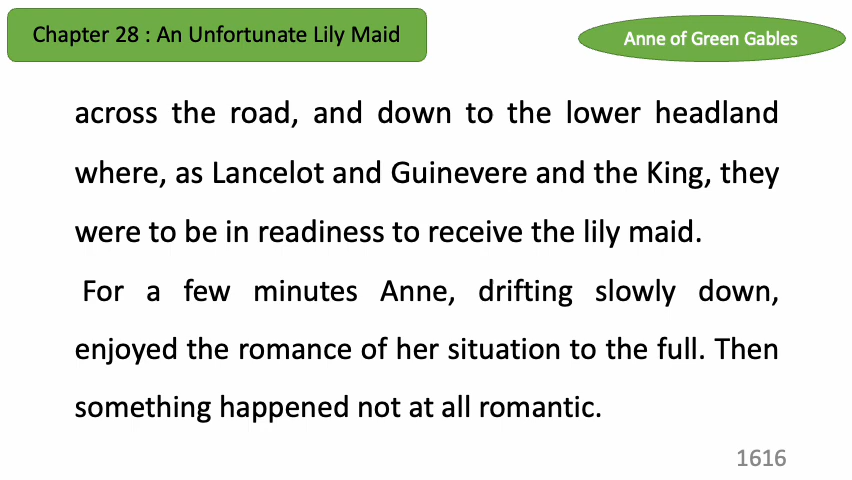 Chapter 28 : An Unfortunate Lily Maid
Anne of Green Gables
across the road, and down to the lower headland
where, as Lancelot and Guinevere and the King, they
were to be in readiness to receive the lily maid.
For a few minutes Anne, drifting slowly down,
enjoyed the romance of her situation to the full. Then
something happened not at all romantic.
1616